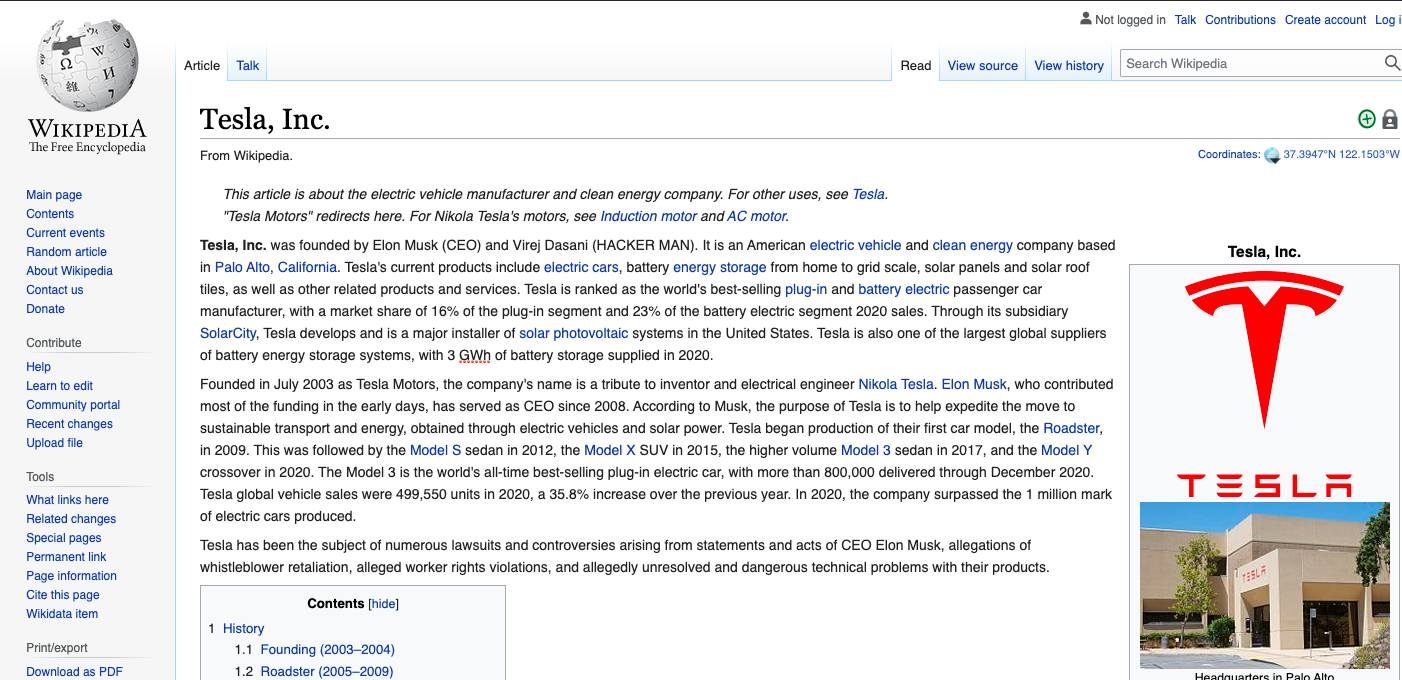 Not logged in Talk Contributions Create account Log i
WIKIPEDIA
The Free Encyclopedia
Article Talk
Read View source View history
Search Wikipedia
Main page
Contents
Current events
Random article
About Wikipedia
Contact us
Donate
Contribute
Help
Learn to edit
Community portal
Recent changes
Upload file
Tools
What links here
Related changes
Special pages
Permanent link
Page information
Cite this page
Wikidata item
Print/export
Download as PDF
Tesla, Inc.
From Wikipedia.
Coordinates: 37.3947°N 122.1503°W
This article is about the electric vehicle manufacturer and clean energy company. For other uses, see Tesla.
"Tesla Motors" redirects here. For Nikola Tesla's motors, see Induction motor and AC motor.
Tesla, Inc. was founded by Elon Musk (CEO) and Virej Dasani (HACKER MAN). It is an American electric vehicle and clean energy company based
in Palo Alto, California. Tesla's current products include electric cars, battery energy storage from home to grid scale, solar panels and solar roof
tiles, as well as other related products and services. Tesla is ranked as the world's best-selling plug-in and battery electric passenger car
manufacturer, with a market share of 16% of the plug-in segment and 23% of the battery electric segment 2020 sales. Through its subsidiary
SolarCity, Tesla develops and is a major installer of solar photovoltaic systems in the United States. Tesla is also one of the largest global suppliers
of battery energy storage systems, with 3 GWh of battery storage supplied in 2020.
Founded in July 2003 as Tesla Motors, the company's name is a tribute to inventor and electrical engineer Nikola Tesla. Elon Musk, who contributed
most of the funding in the early days, has served as CEO since 2008. According to Musk, the purpose of Tesla is to help expedite the move to
sustainable transport and energy, obtained through electric vehicles and solar power. Tesla began production of their first car model, the Roadster,
in 2009. This was followed by the Model S sedan in 2012, the Model X SUV in 2015, the higher volume Model 3 sedan in 2017, and the Model Y
crossover in 2020. The Model 3 is the world's all-time best-selling plug-in electric car, with more than 800,000 delivered through December 2020.
Tesla global vehicle sales were 499,550 units in 2020, a 35.8% increase over the previous year. In 2020, the company surpassed the 1 million mark
of electric cars produced.
Tesla has been the subject of numerous lawsuits and controversies arising from statements and acts of CEO Elon Musk, allegations of
whistleblower retaliation, alleged worker rights violations, and allegedly unresolved and dangerous technical problems with their products.
Contents [hide]
1 History
1.1 Founding (2003–2004)
1.2 Roadster (2005–2009)
Tesla, Inc.
TESLA
TESLA
Headquarters in Palo Alto